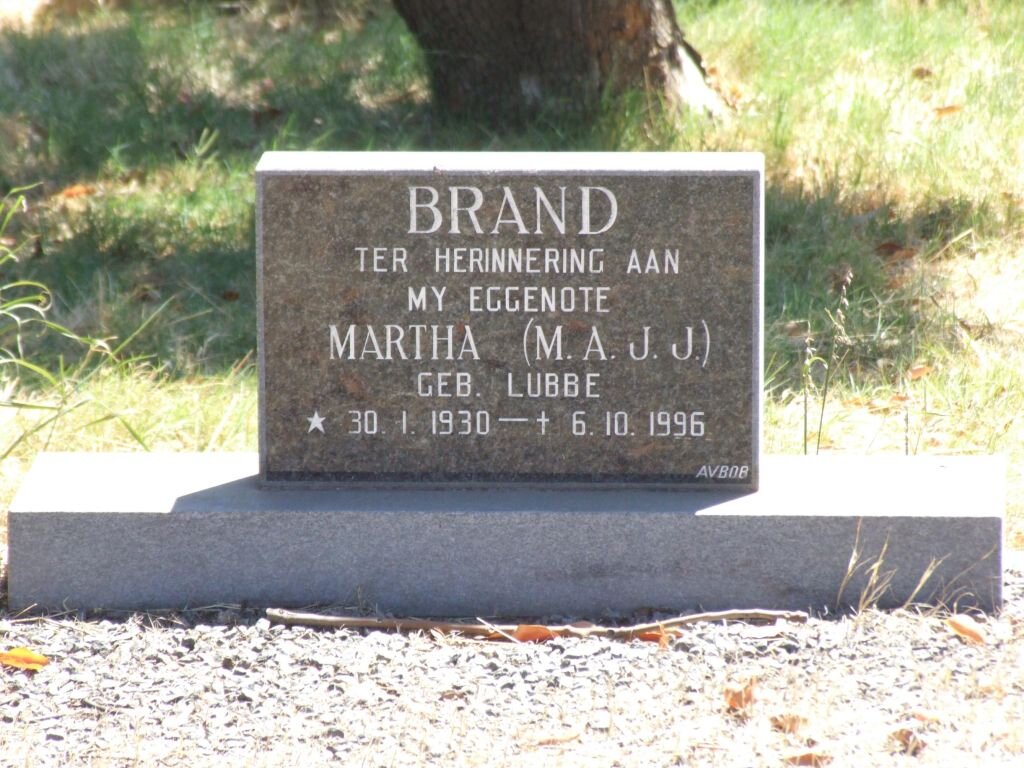 BRAND
TER HERINNERING AAN
MY EGGENOTE
MARTHA (M. A. J. J.)
GEB. LUBBE
★ 30. 1. 1930 — † 6. 10. 1996
AVBOB